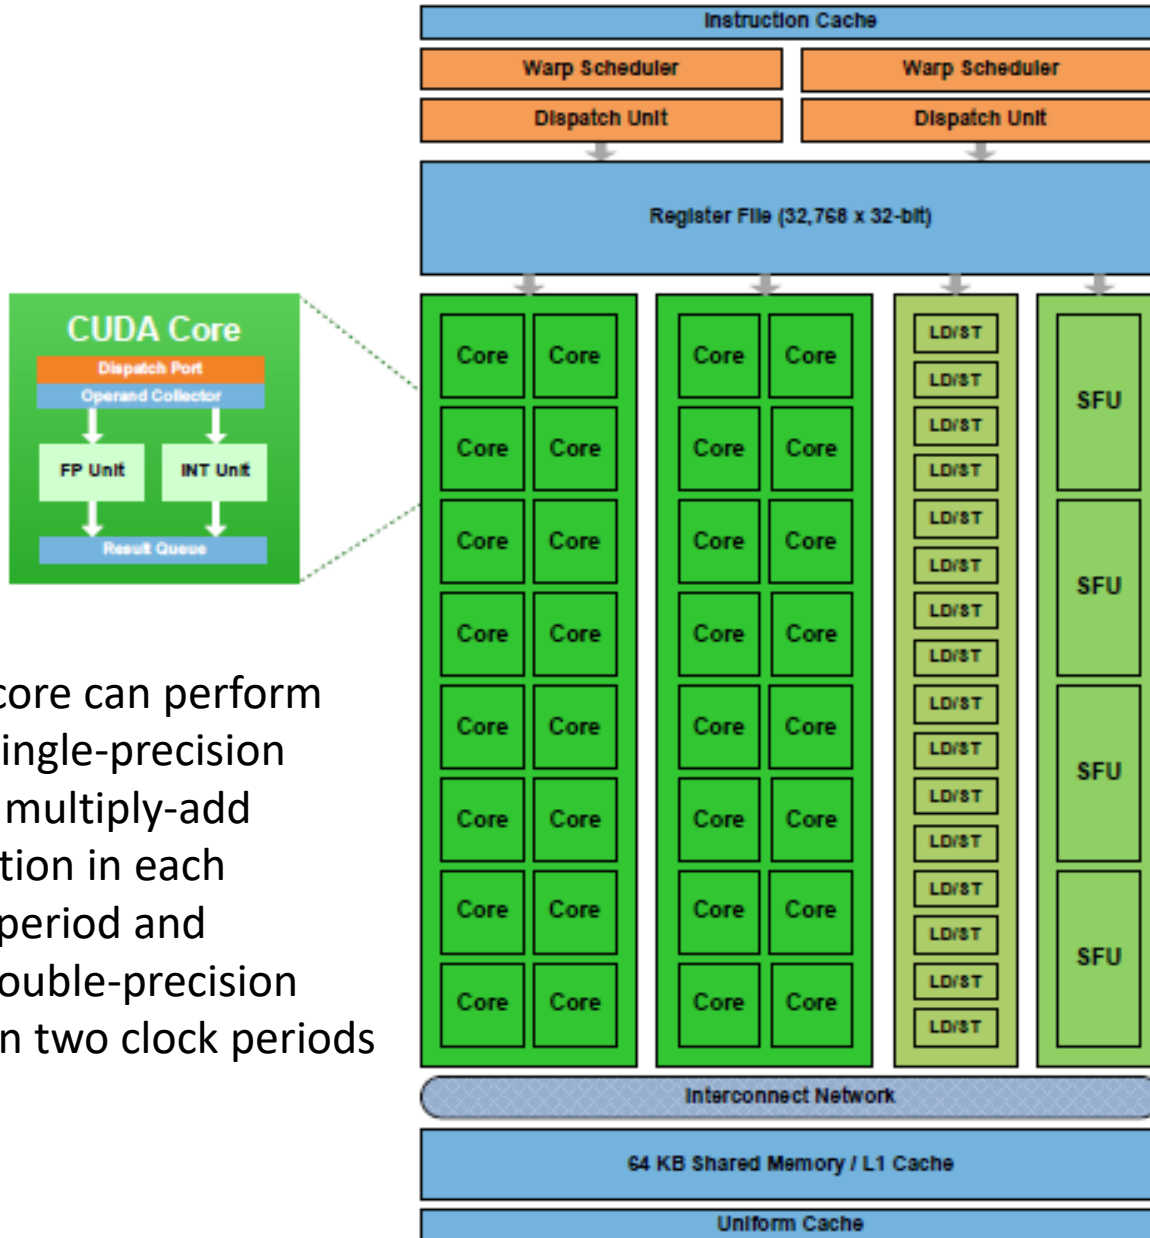 Instruction Cache
Warp Scheduler Warp Scheduler
Dispatch Unit Dispatch Unit
Register File (32,768 x 32-bit)
CUDA Core
Dispatch Port
Operand Collector
FP Unit INT Unit
Result Queue
Core Core Core Core LD/ST
LD/ST
SFU
Core Core Core Core LD/ST
LD/ST
Core Core Core Core LD/ST
LD/ST
SFU
Core Core Core Core LD/ST
LD/ST
Core Core Core Core LD/ST
LD/ST
SFU
Core Core Core Core LD/ST
LD/ST
Core Core Core Core LD/ST
LD/ST
SFU
Core Core Core Core LD/ST
LD/ST
core can perform
ingle-precision
multiply-add
tion in each
period and
ouble-precision
n two clock periods
Interconnect Network
64 KB Shared Memory / L1 Cache
Uniform Cache